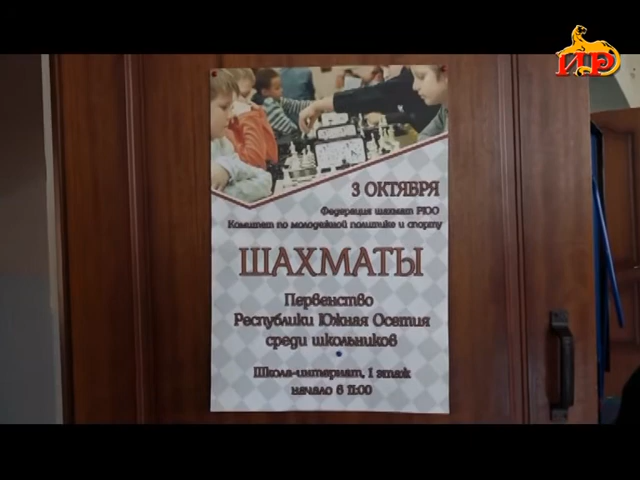 ИР
3 ОКТЯБРЯ
Федерация шахмат РЮО
Комитет по молодежной политике и спорту
ШАХМАТЫ
Первенство
Республики Южная Осетия
среди школьников
Школа-интернат, 1 этаж
начало в 11:00